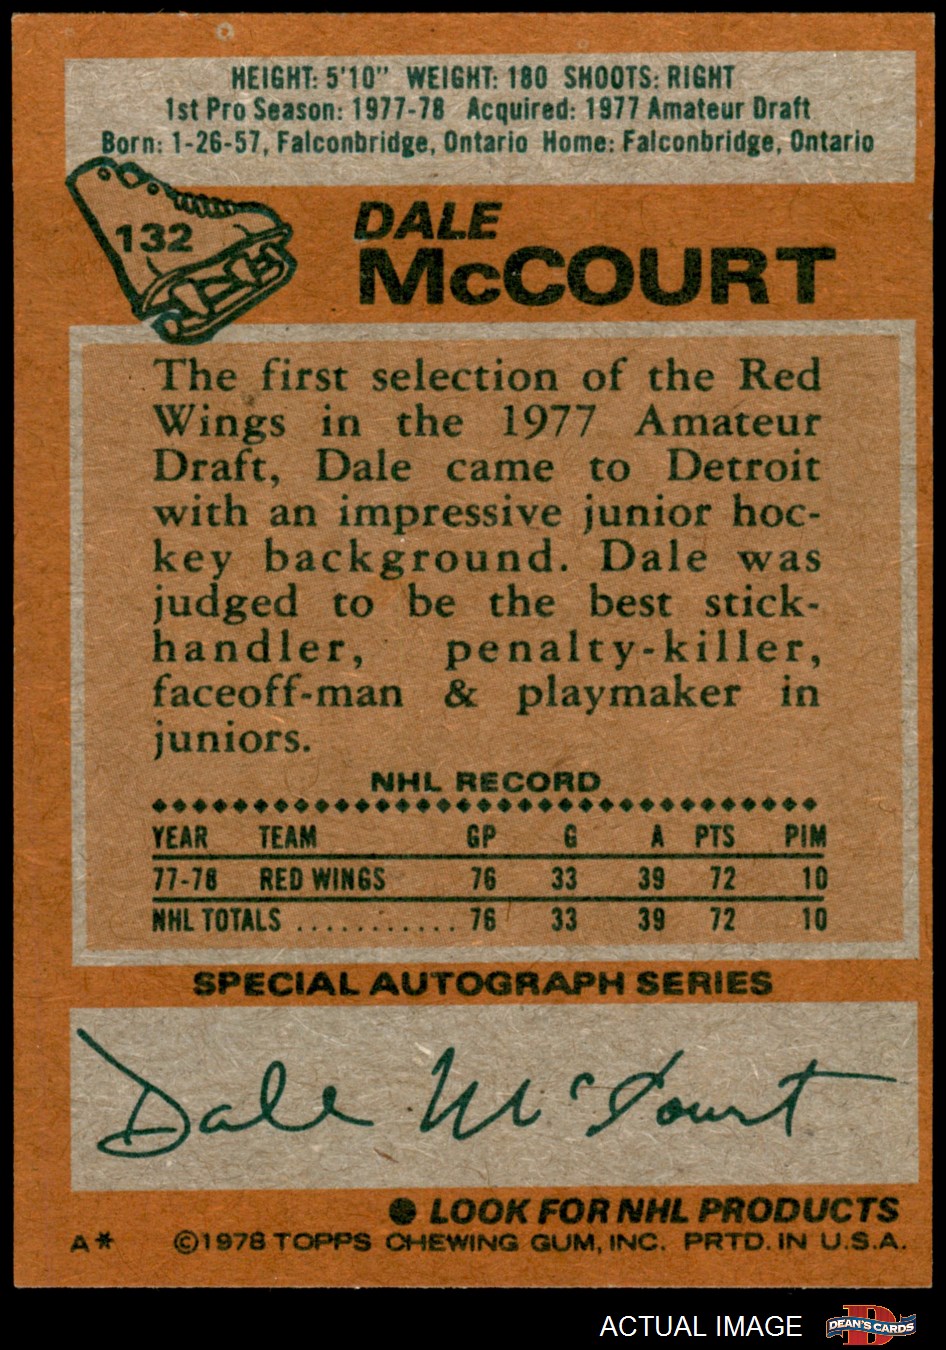 HEIGHT: 5'10" WEIGHT: 180 SHOOTS: RIGHT
1st Pro Season: 1977-78 Acquired: 1977 Amateur Draft
Born: 1-26-57, Falconbridge, Ontario Home: Falconbridge, Ontario
132
DALE
McCOURT
The first selection of the Red
Wings in the 1977 Amateur
Draft, Dale came to Detroit
with an impressive junior hoc-
key background. Dale was
judged to be the best stick-
handler, penalty-killer,
faceoff-man & playmaker in
juniors.
NHL RECORD
YEAR TEAM GP G A PTS PIM
77-78 RED WINGS 76 33 39 72 10
NHL TOTALS ............ 76 33 39 72 10
SPECIAL AUTOGRAPH SERIES
Dale McCourt
● LOOK FOR NHL PRODUCTS
A* ©1978 TOPPS CHEWING GUM, INC. PRTD. IN U.S.A.
ACTUAL IMAGE D DEAN'S CARDS